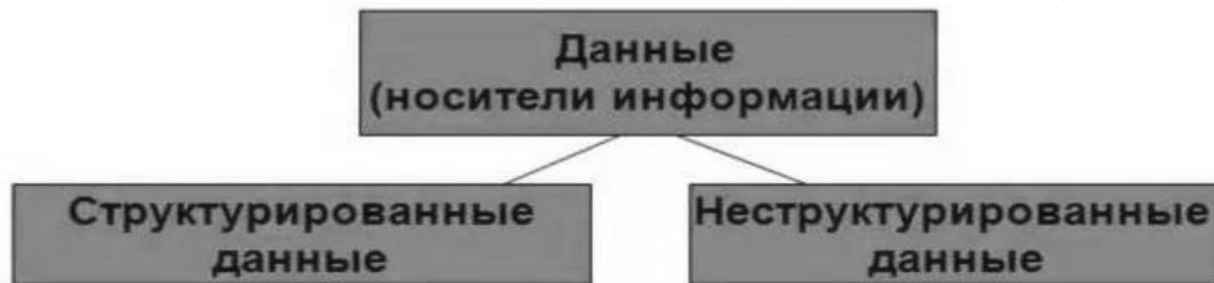 Данные
(носители информации)
Структурированные
данные
Неструктурированные
данные